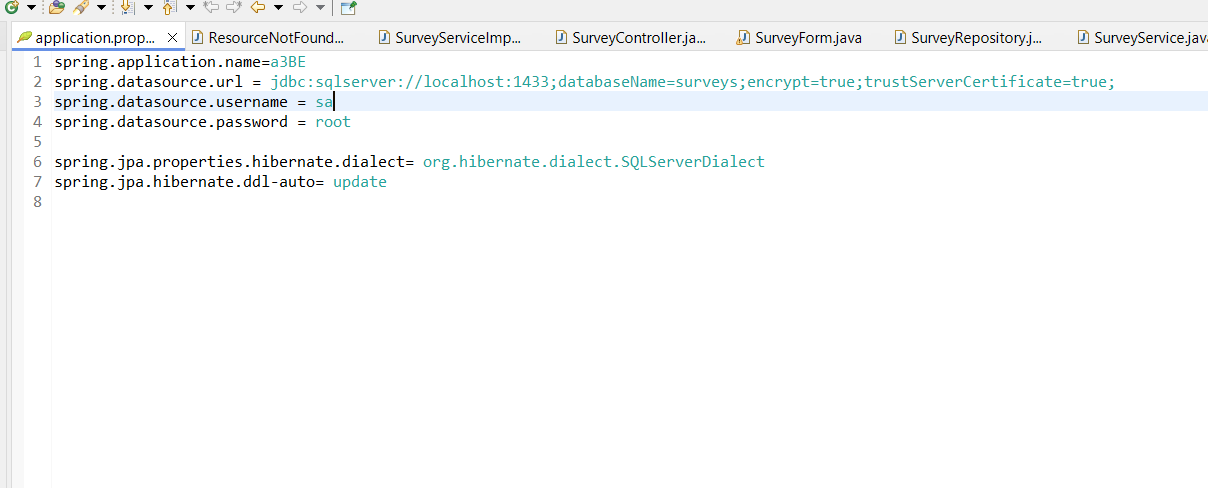 application.prop...
ResourceNotFound...
SurveyServiceImp...
SurveyController.ja...
SurveyForm.java
SurveyRepository.j...
SurveyService.java
1 spring.application.name=a3BE
2 spring.datasource.url = jdbc:sqlserver://localhost:1433;databaseName=surveys;encrypt=true;trustServerCertificate=true;
3 spring.datasource.username = sa
4 spring.datasource.password = root
5
6 spring.jpa.properties.hibernate.dialect= org.hibernate.dialect.SQLServerDialect
7 spring.jpa.hibernate.ddl-auto= update
8